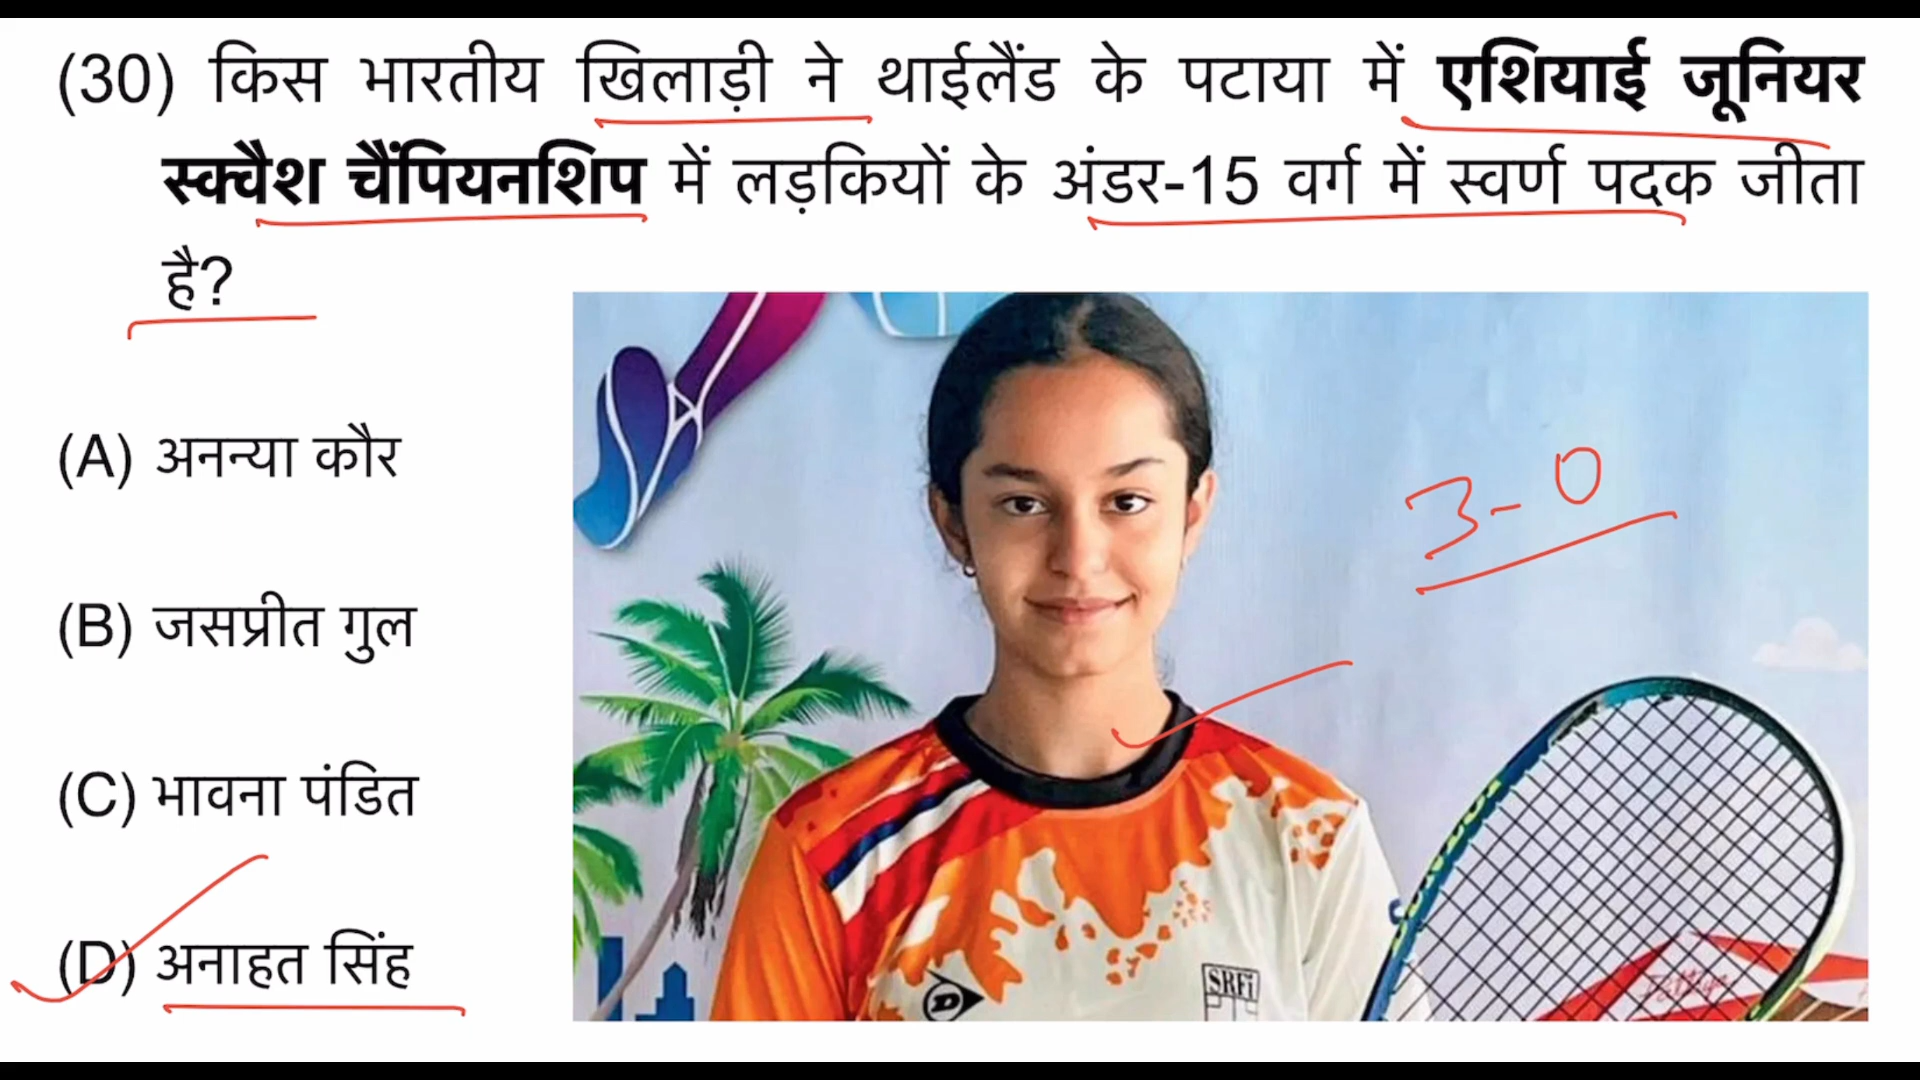 (30) किस भारतीय खिलाड़ी ने थाईलैंड के पटाया में एशियाई जूनियर
स्क्वैश चैंपियनशिप में लड़कियों के अंडर-15 वर्ग में स्वर्ण पदक जीता
है?
(A) अनन्या कौर
3-0
(B) जसप्रीत गुल
(C) भावना पंडित
(D) अनाहत सिंह
SRFi
D
Pattaya